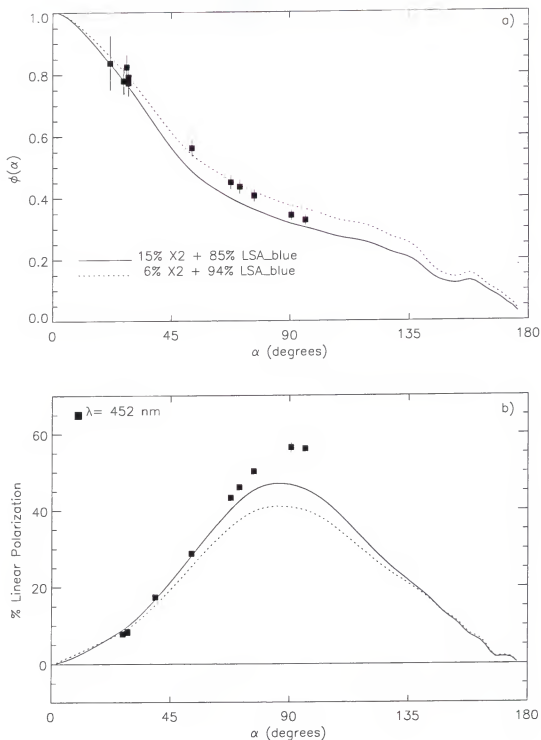 a)
1.0
0.8
0.6
0.4
0.2
0.0
φ(α)
15% X2 + 85% LSA_blue
6% X2 + 94% LSA_blue
0 45 90 135 180
α (degrees)
b)
λ= 452 nm
60
40
20
0
% Linear Polarization
0 45 90 135 180
α (degrees)